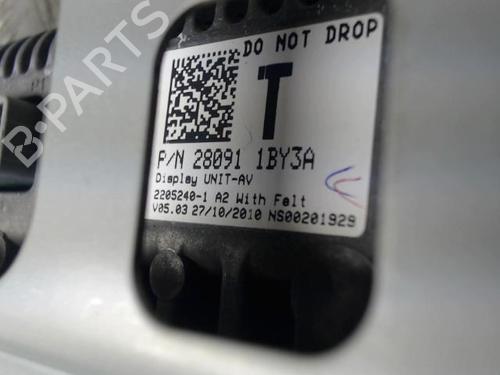 DO NOT DROP
T
P/N 28091 1BY3A
Display UNIT-AV
2205240-1 A2 With Felt
V05.03 27/10/2010 NS00201929
B-PARTS